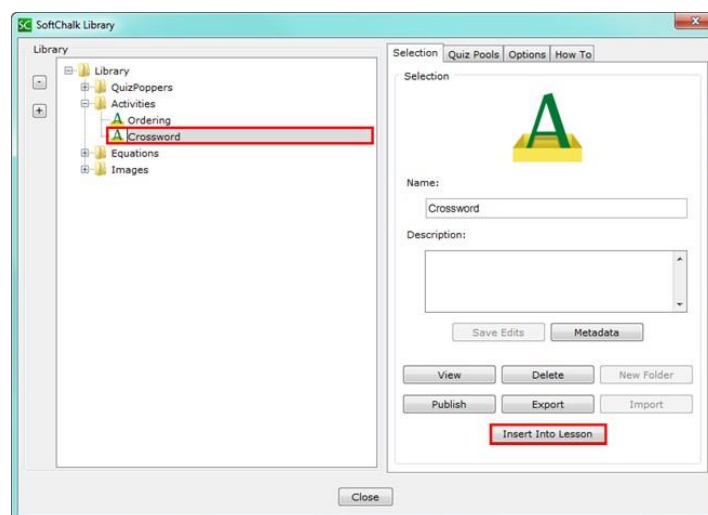 SC SoftChalk Library
Library
Library
QuizPoppers
Activities
Ordering
Crossword
Equations
Images
Selection Quiz Pools Options How To
Selection
Name:
Crossword
Description:
Save Edits Metadata
View Delete New Folder
Publish Export Import
Insert Into Lesson
Close